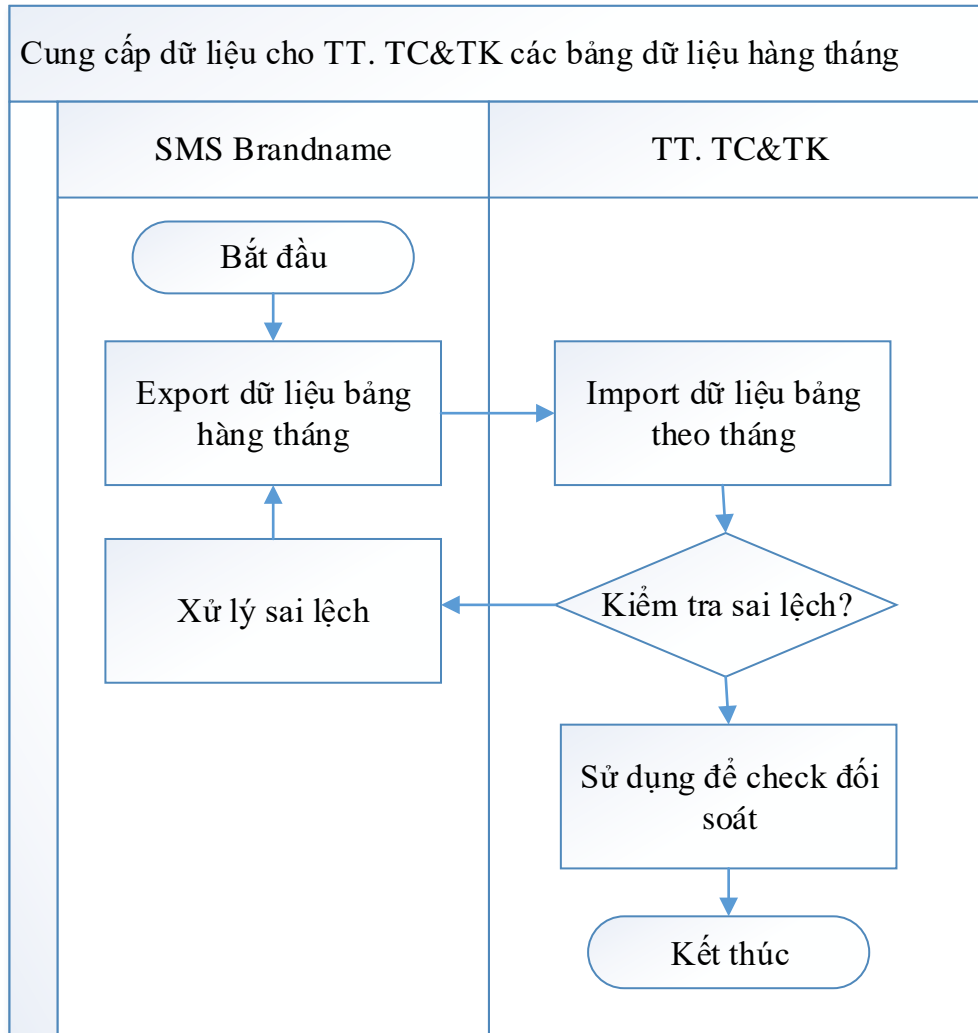 Cung cấp dữ liệu cho TT. TC&TK các bảng dữ liệu hàng tháng
SMS Brandname
TT. TC&TK
Bắt đầu
Export dữ liệu bảng
hàng tháng
Import dữ liệu bảng
theo tháng
Xử lý sai lệch
Kiểm tra sai lệch?
Sử dụng để check đối
soát
Kết thúc